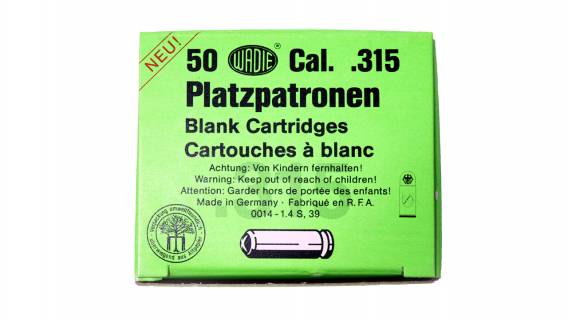 NEU!
50 WADIE® Cal. .315
Platzpatronen
Blank Cartridges
Cartouches à blanc
Achtung: Von Kindern fernhalten!
Warning: Keep out of reach of children!
Attention: Garder hors de portée des enfants!
Made in Germany · Fabriqué en R. F. A.
0014 - 1.4 S, 39